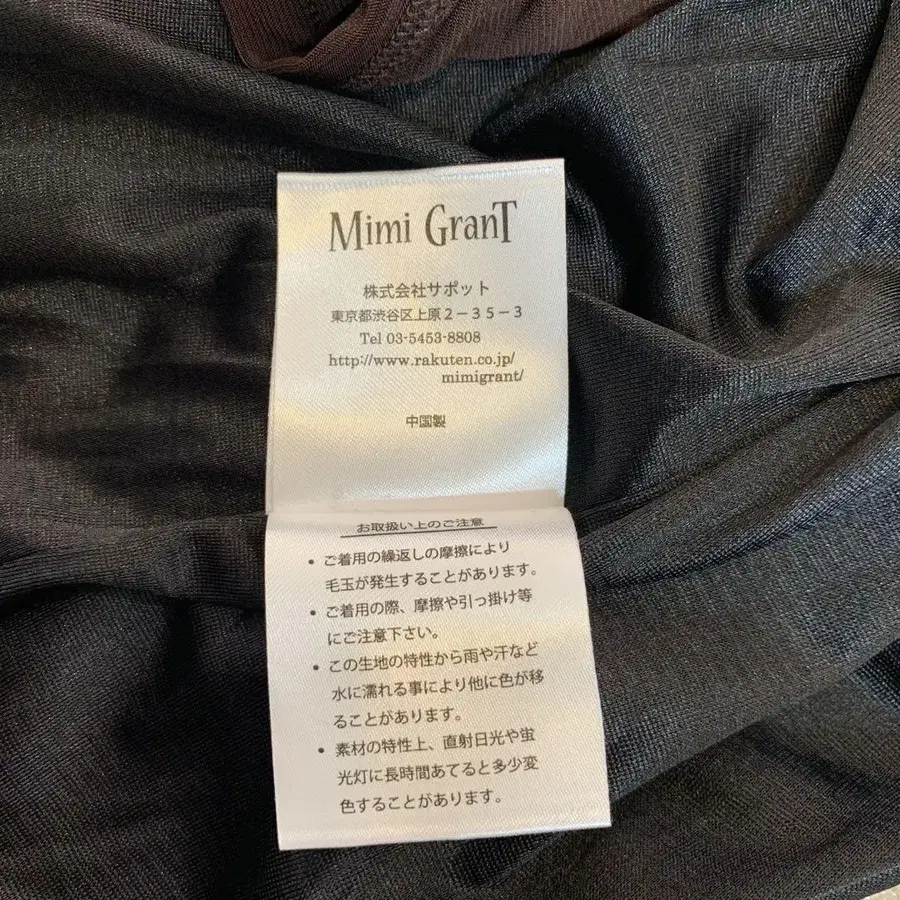 Mimi GranT
株式会社サポット
東京都渋谷区上原2－35－3
Tel 03-5453-8808
http://www.rakuten.co.jp/
mimigrant/
中国製
お取扱い上のご注意
• ご着用の繰返しの摩擦により
毛玉が発生することがあります。
• ご着用の際、摩擦や引っ掛け等
にご注意下さい。
• この生地の特性から雨や汗など
水に濡れる事により他に色が移
ることがあります。
• 素材の特性上、直射日光や蛍
光灯に長時間あてると多少変
色することがあります。